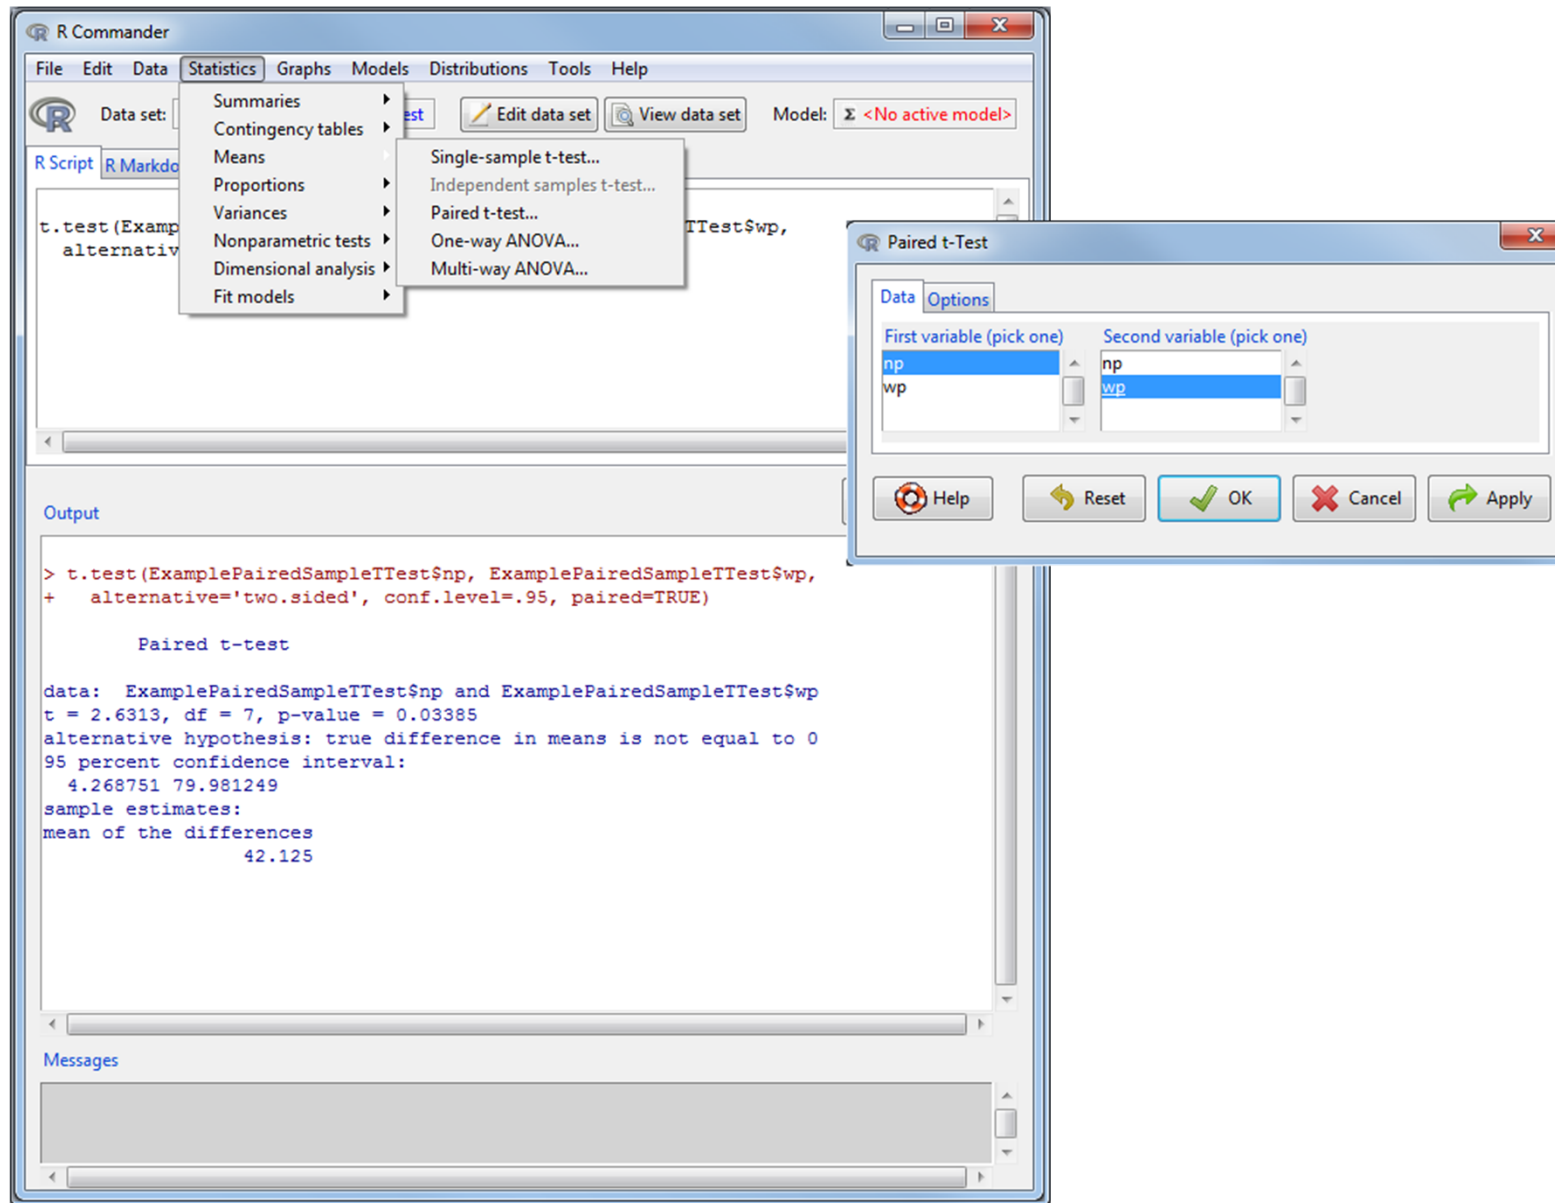 R Commander
File Edit Data Statistics Graphs Models Distributions Tools Help
Data set: est Edit data set View data set Model: Σ <No active model>
Summaries
Contingency tables
Means
Proportions
Variances
Nonparametric tests
Dimensional analysis
Fit models
Single-sample t-test...
Independent samples t-test...
Paired t-test...
One-way ANOVA...
Multi-way ANOVA...
R Script R Markdo
t.test(Examp TTest$wp,
alternativ
Paired t-Test
Data Options
First variable (pick one) Second variable (pick one)
np np
wp wp
Help Reset OK Cancel Apply
Output
> t.test(ExamplePairedSampleTTest$np, ExamplePairedSampleTTest$wp,
+   alternative='two.sided', conf.level=.95, paired=TRUE)
Paired t-test
data:  ExamplePairedSampleTTest$np and ExamplePairedSampleTTest$wp
t = 2.6313, df = 7, p-value = 0.03385
alternative hypothesis: true difference in means is not equal to 0
95 percent confidence interval:
4.268751 79.981249
sample estimates:
mean of the differences
42.125
Messages